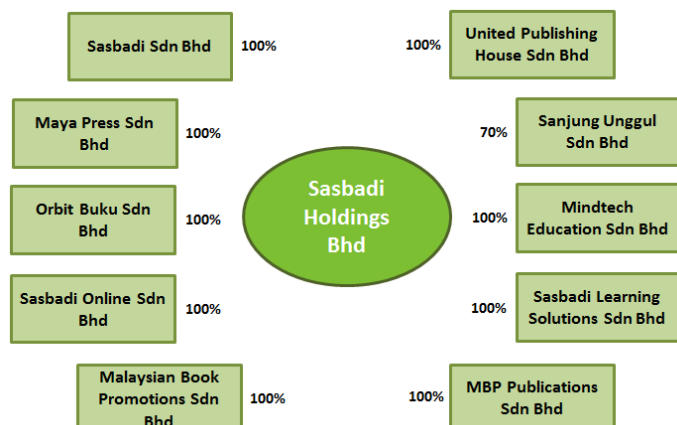 Sasbadi Sdn Bhd
100%
100%
United Publishing
House Sdn Bhd
Maya Press Sdn
Bhd
100%
70%
Sanjung Unggul
Sdn Bhd
Sasbadi
Holdings
Bhd
Orbit Buku Sdn
Bhd
100%
100%
Mindtech
Education Sdn Bhd
Sasbadi Online Sdn
Bhd
100%
100%
Sasbadi Learning
Solutions Sdn Bhd
Malaysian Book
Promotions Sdn
Bhd
100%
100%
MBP Publications
Sdn Bhd